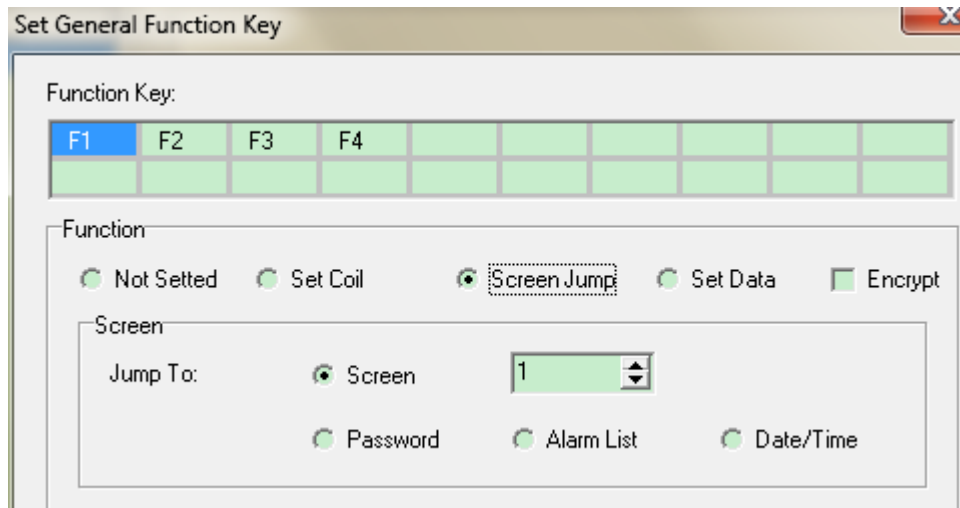 Set General Function Key
Function Key:
F1 F2 F3 F4
Function
Not Setted Set Coil Screen Jump Set Data Encrypt
Screen
Jump To: Screen 1
Password Alarm List Date/Time